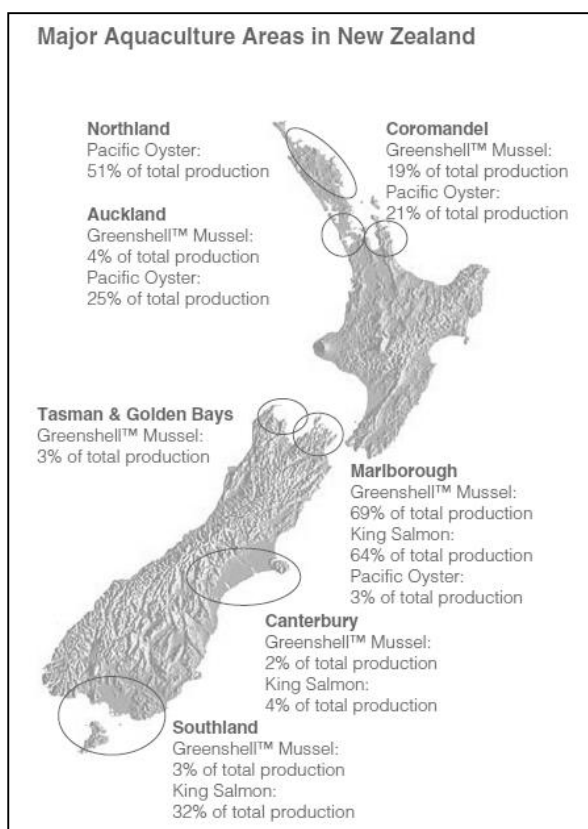 Major Aquaculture Areas in New Zealand
Northland
Pacific Oyster:
51% of total production
Coromandel
Greenshell™ Mussel:
19% of total production
Pacific Oyster:
21% of total production
Auckland
Greenshell™ Mussel:
4% of total production
Pacific Oyster:
25% of total production
Tasman & Golden Bays
Greenshell™ Mussel:
3% of total production
Marlborough
Greenshell™ Mussel:
69% of total production
King Salmon:
64% of total production
Pacific Oyster:
3% of total production
Canterbury
Greenshell™ Mussel:
2% of total production
King Salmon:
4% of total production
Southland
Greenshell™ Mussel:
3% of total production
King Salmon:
32% of total production